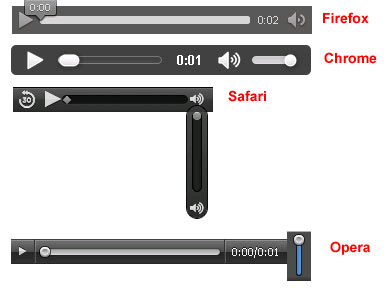 0:00
0:02 Firefox
0:01 Chrome
30 Safari
0:00/0:01 Opera